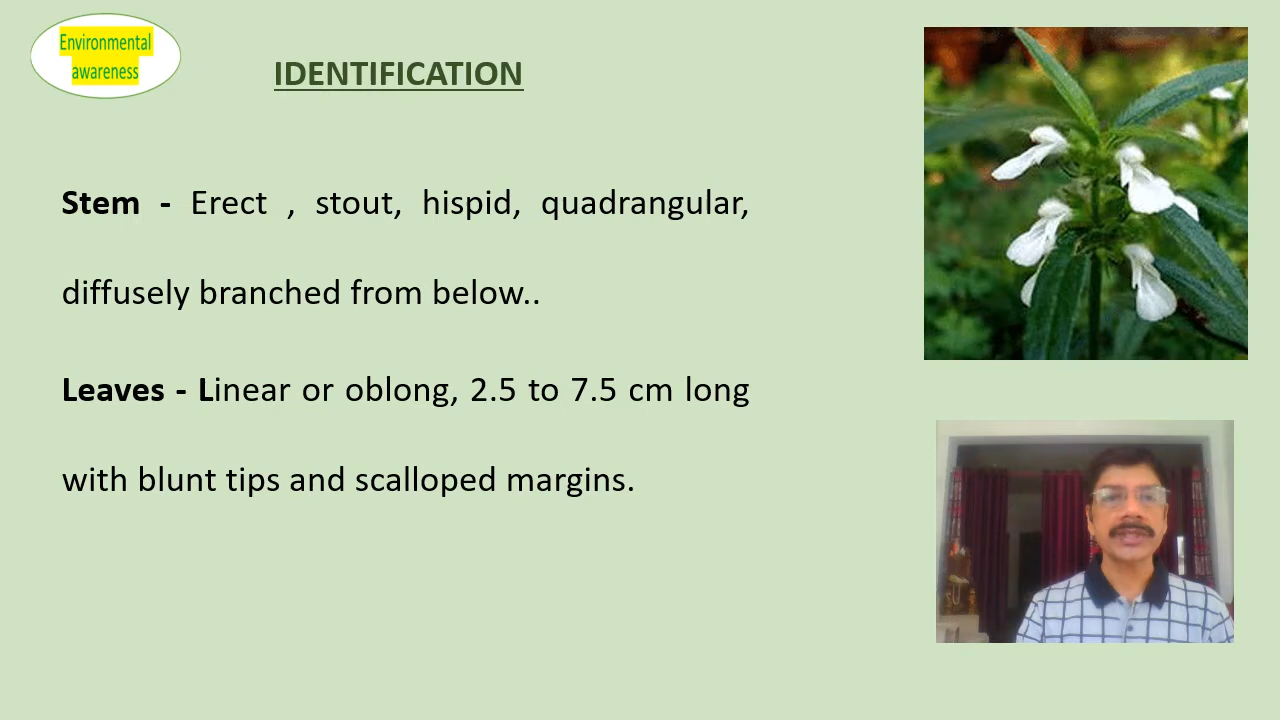 Environmental
awareness
IDENTIFICATION
Stem - Erect , stout, hispid, quadrangular,
diffusely branched from below..
Leaves - Linear or oblong, 2.5 to 7.5 cm long
with blunt tips and scalloped margins.